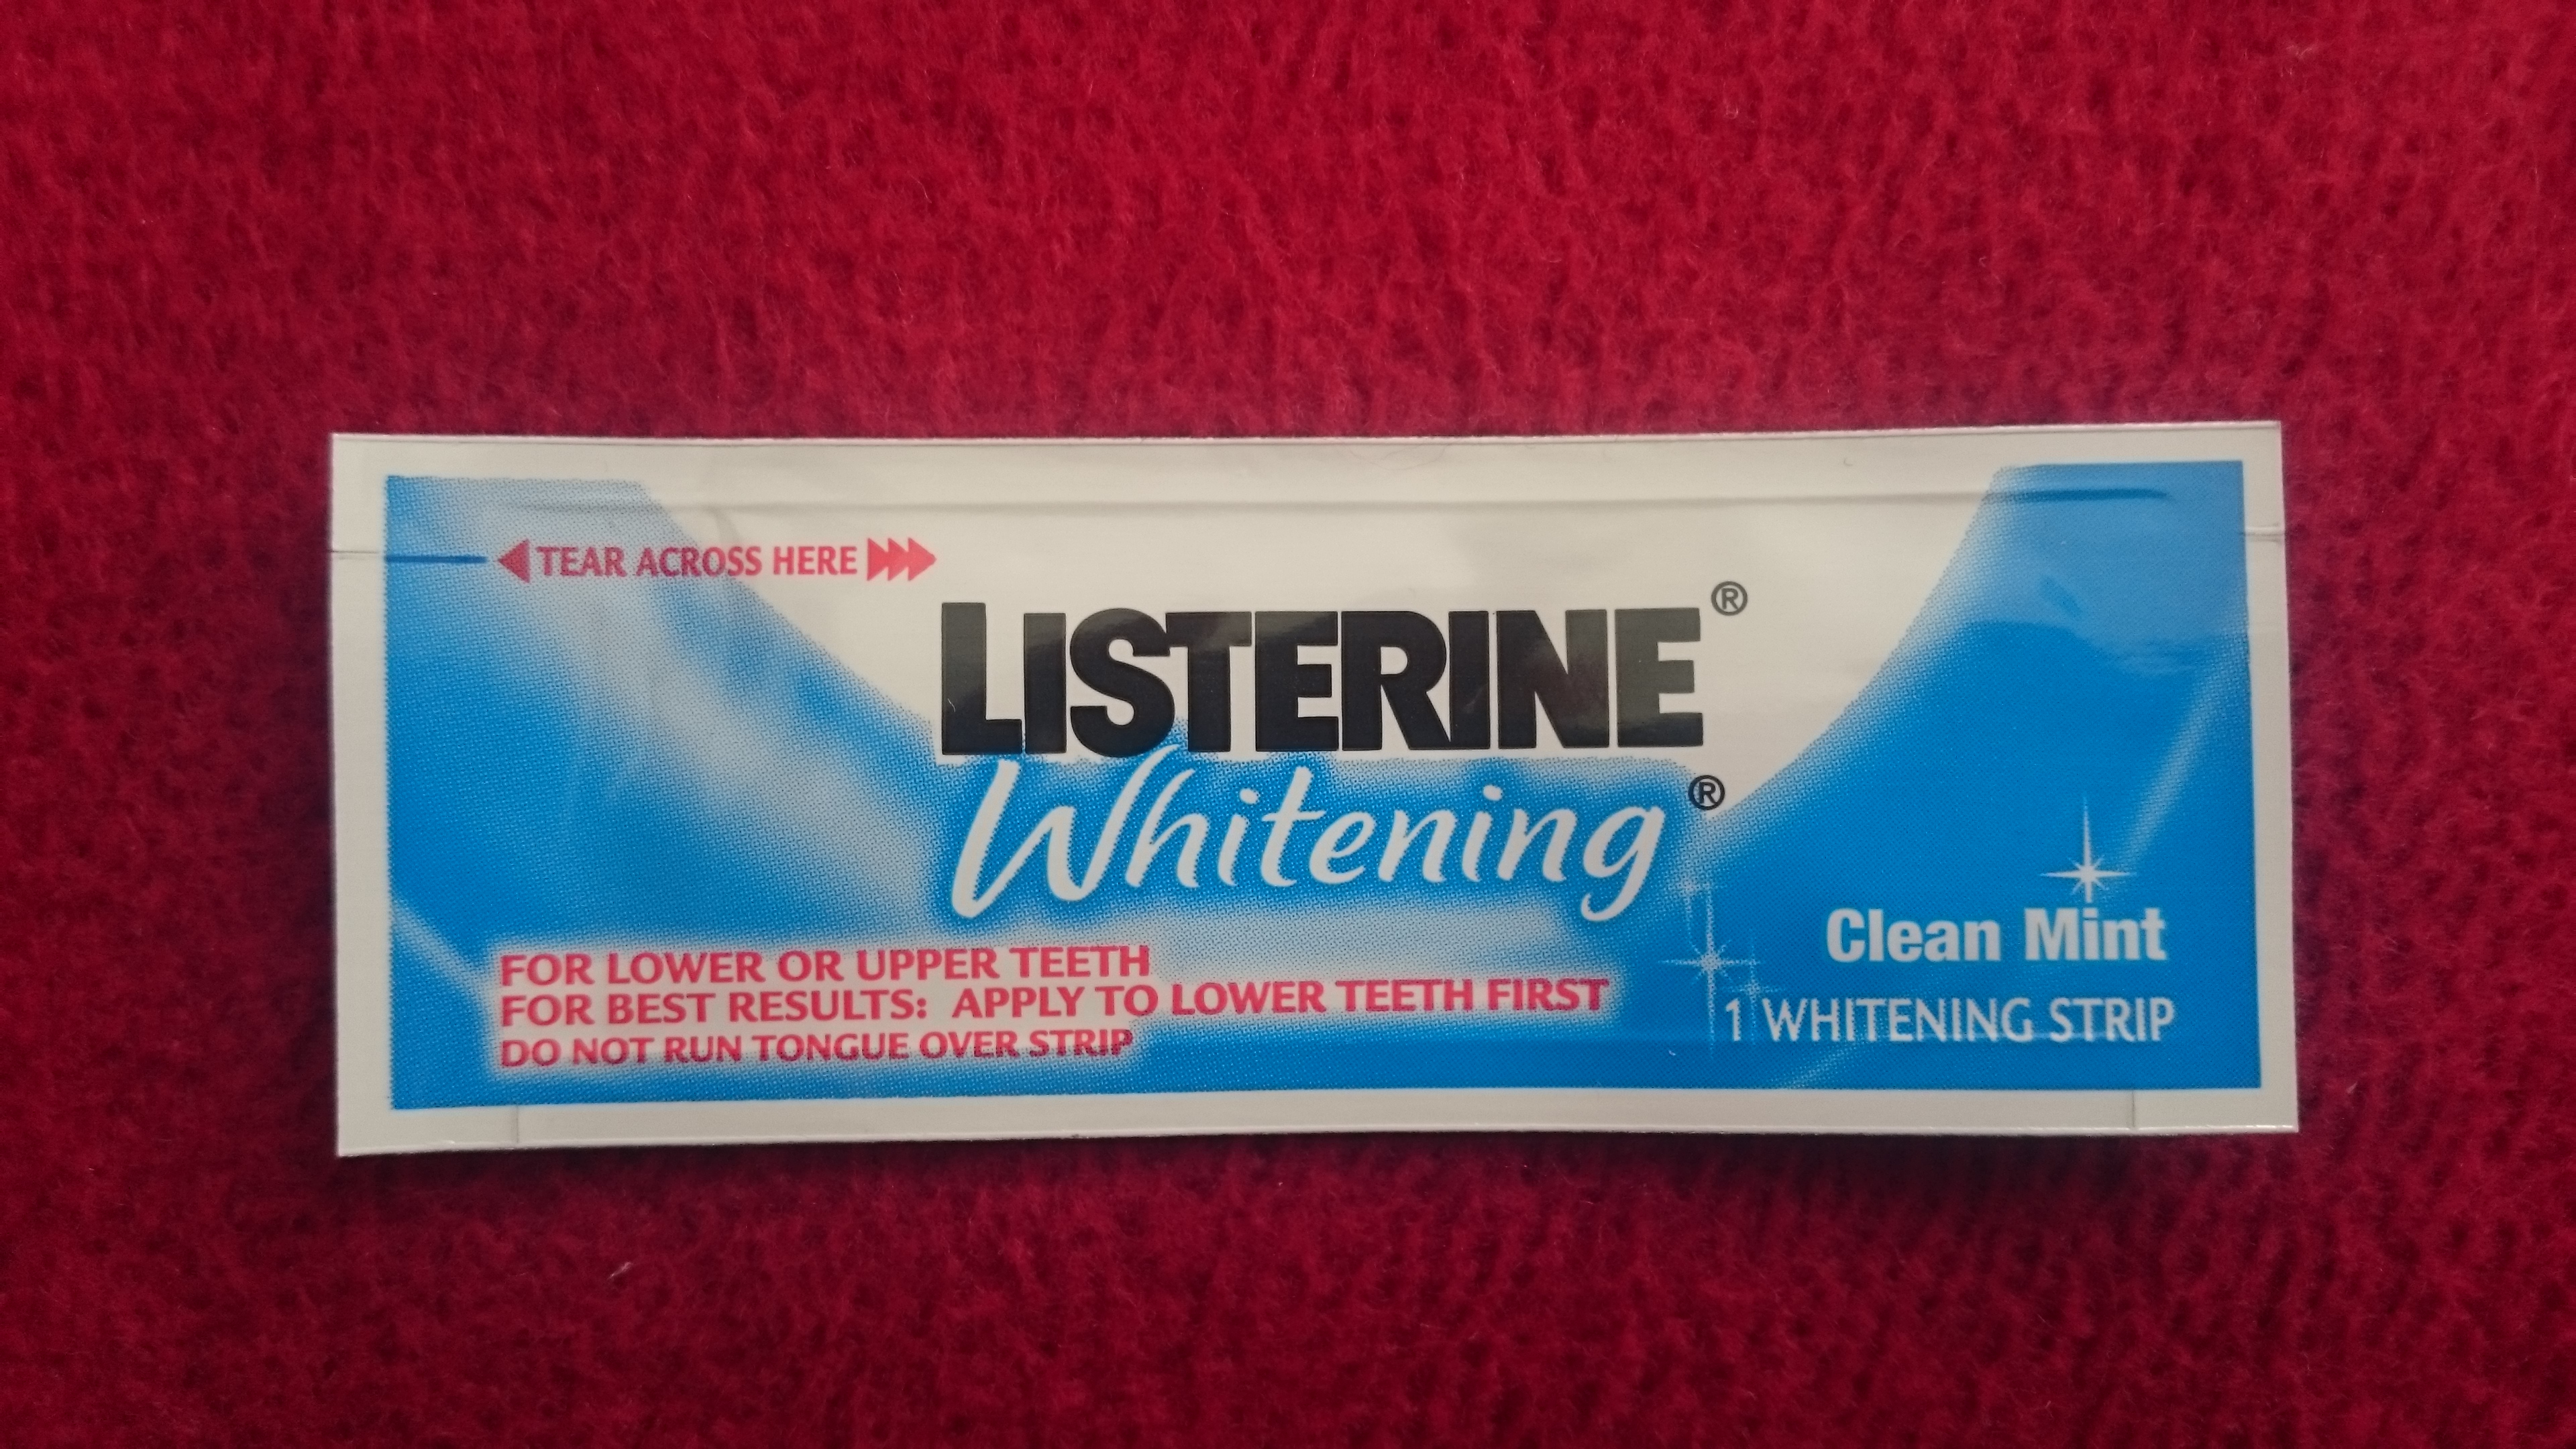 TEAR ACROSS HERE
LISTERINE®
Whitening®
FOR LOWER OR UPPER TEETH
FOR BEST RESULTS: APPLY TO LOWER TEETH FIRST
DO NOT RUN TONGUE OVER STRIP
Clean Mint
1 WHITENING STRIP